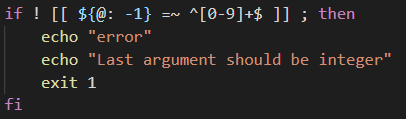 if ! [[ ${@: -1} =~ ^[0-9]+$ ]] ; then
    echo "error"
    echo "Last argument should be integer"
    exit 1
fi